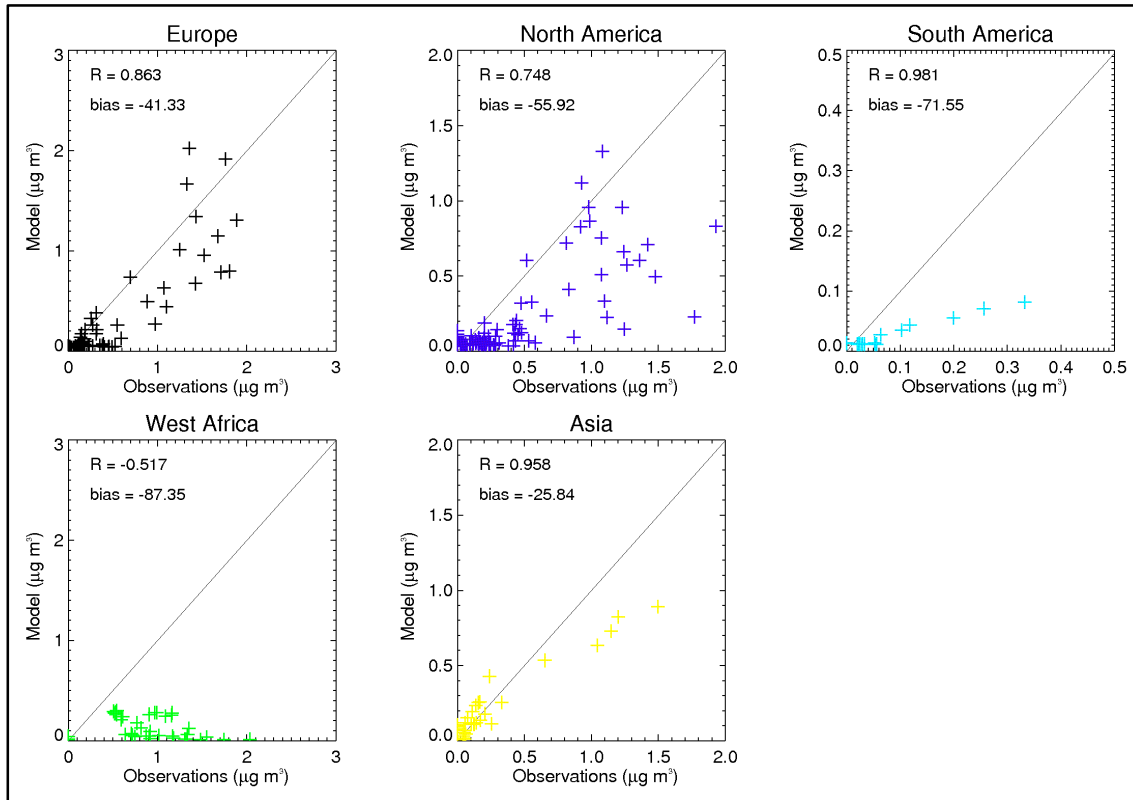 Europe
R = 0.863
bias = -41.33
3
2
1
0
Model (µg m³)
0 1 2 3
Observations (µg m³)
North America
R = 0.748
bias = -55.92
2.0
1.5
1.0
0.5
0.0
Model (µg m³)
0.0 0.5 1.0 1.5 2.0
Observations (µg m³)
South America
R = 0.981
bias = -71.55
0.5
0.4
0.3
0.2
0.1
0.0
Model (µg m³)
0.0 0.1 0.2 0.3 0.4 0.5
Observations (µg m³)
West Africa
R = -0.517
bias = -87.35
3
2
1
0
Model (µg m³)
0 1 2 3
Observations (µg m³)
Asia
R = 0.958
bias = -25.84
2.0
1.5
1.0
0.5
0.0
Model (µg m³)
0.0 0.5 1.0 1.5 2.0
Observations (µg m³)